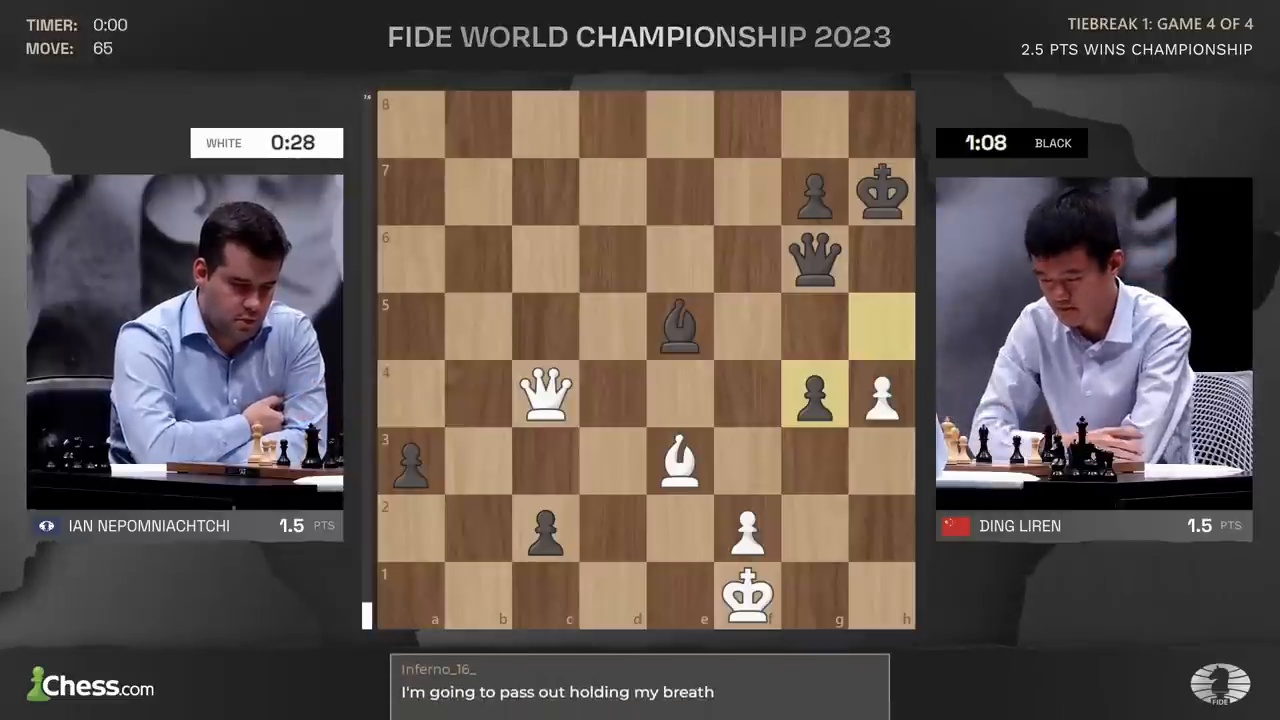 TIMER: 0:00
MOVE: 65
FIDE WORLD CHAMPIONSHIP 2023
TIEBREAK 1: GAME 4 OF 4
2.5 PTS WINS CHAMPIONSHIP
WHITE 0:28
1:08 BLACK
8
7
6
5
4
3
2
1
a b c d e f g h
IAN NEPOMNIACHTCHI 1.5 PTS
DING LIREN 1.5 PTS
Chess.com
Inferno_16_
I'm going to pass out holding my breath
FIDE